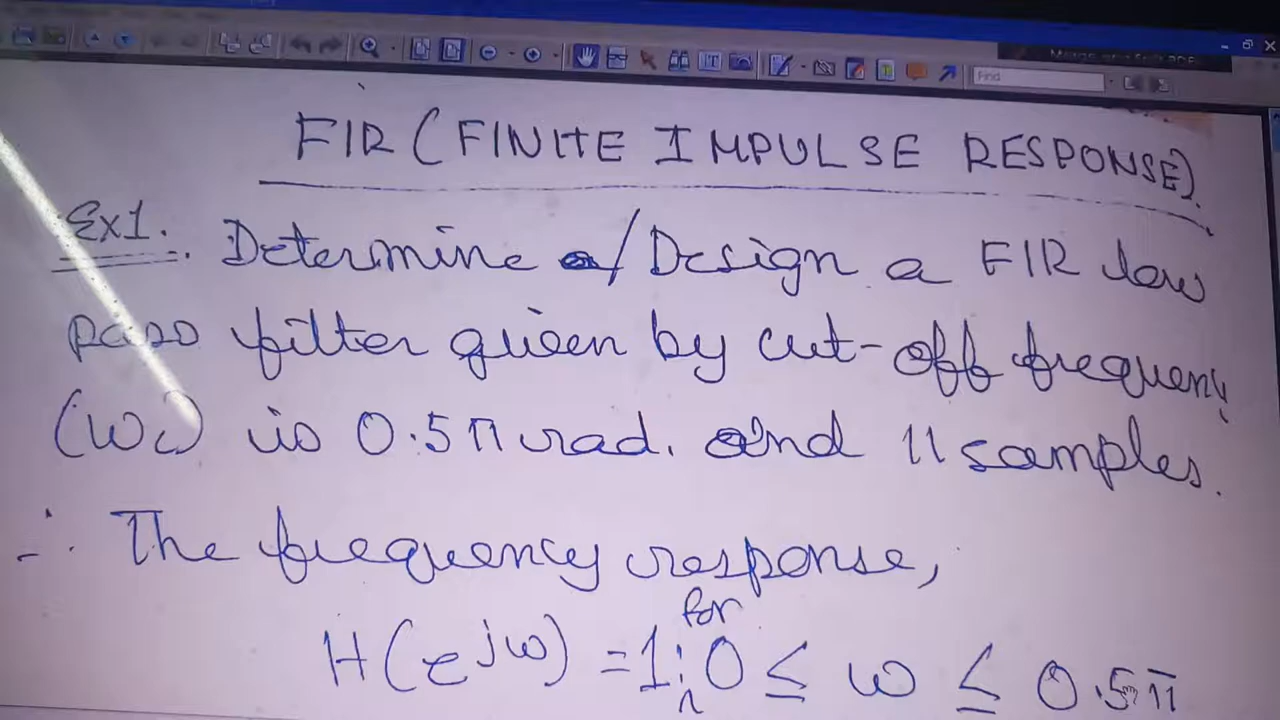 Find
FIR (FINITE IMPULSE RESPONSE).
Ex1. Determine /Design a FIR low
pass filter given by cut-off frequency
(ωc) is 0.5π rad. and 11 samples.
∴ The frequency response,
for
H(e^jω) = 1; 0 ≤ ω ≤ 0.5π